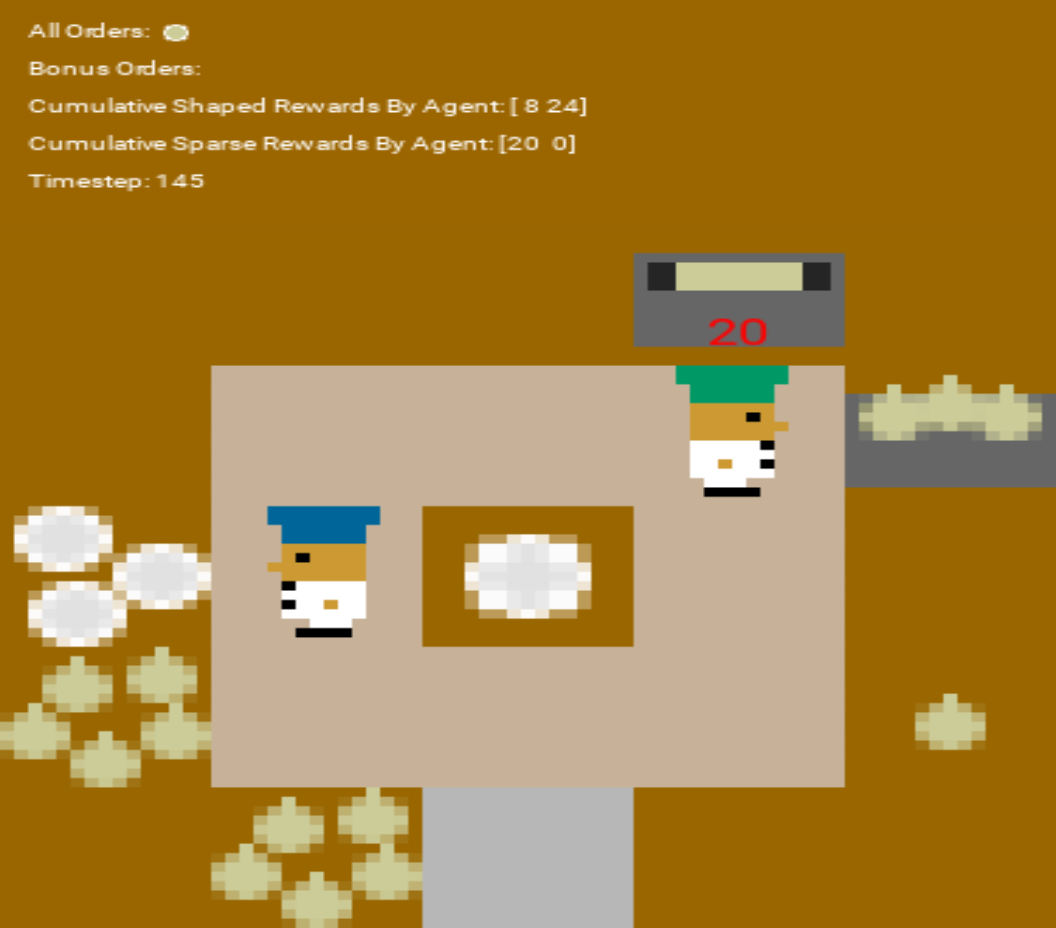 All Orders:
Bonus Orders:
Cumulative Shaped Rewards By Agent: [ 8 24]
Cumulative Sparse Rewards By Agent: [20  0]
Timestep: 145
20